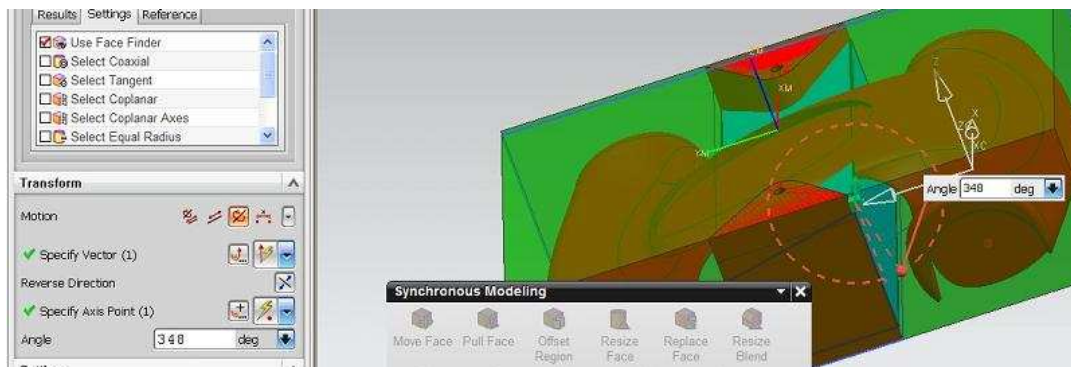 Results Settings Reference
Use Face Finder
Select Coaxial
Select Tangent
Select Coplanar
Select Coplanar Axes
Select Equal Radius
Transform
Motion
Specify Vector (1)
Reverse Direction
Specify Axis Point (1)
Angle 348 deg
ZM
XM
YM
Z
X
XC
Angle 348 deg
Synchronous Modeling
Move Face Pull Face Offset Region Resize Face Replace Face Resize Blend